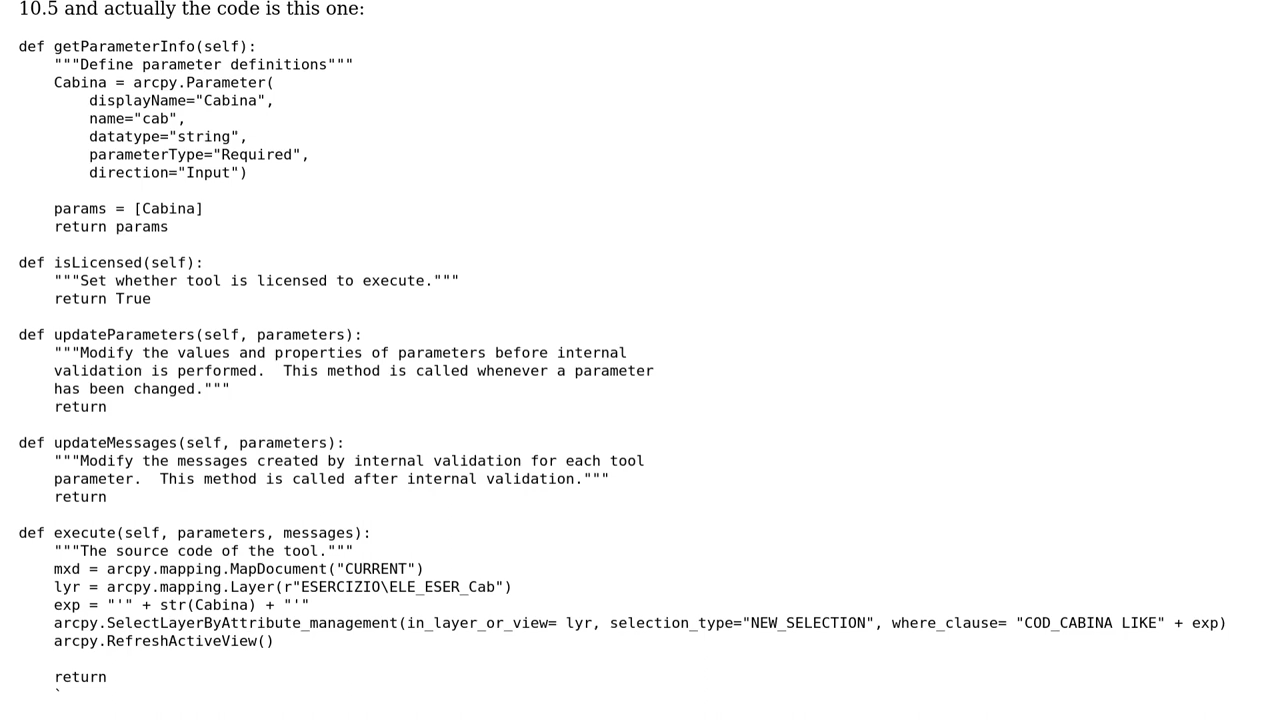 10.5 and actually the code is this one:
def getParameterInfo(self):
    """Define parameter definitions"""
    Cabina = arcpy.Parameter(
        displayName="Cabina",
        name="cab",
        datatype="string",
        parameterType="Required",
        direction="Input")

    params = [Cabina]
    return params

def isLicensed(self):
    """Set whether tool is licensed to execute."""
    return True

def updateParameters(self, parameters):
    """Modify the values and properties of parameters before internal
    validation is performed.  This method is called whenever a parameter
    has been changed."""
    return

def updateMessages(self, parameters):
    """Modify the messages created by internal validation for each tool
    parameter.  This method is called after internal validation."""
    return

def execute(self, parameters, messages):
    """The source code of the tool."""
    mxd = arcpy.mapping.MapDocument("CURRENT")
    lyr = arcpy.mapping.Layer(r"ESERCIZIO\ELE_ESER_Cab")
    exp = "'" + str(Cabina) + "'"
    arcpy.SelectLayerByAttribute_management(in_layer_or_view= lyr, selection_type="NEW_SELECTION", where_clause= "COD_CABINA LIKE" + exp)
    arcpy.RefreshActiveView()

    return
    `